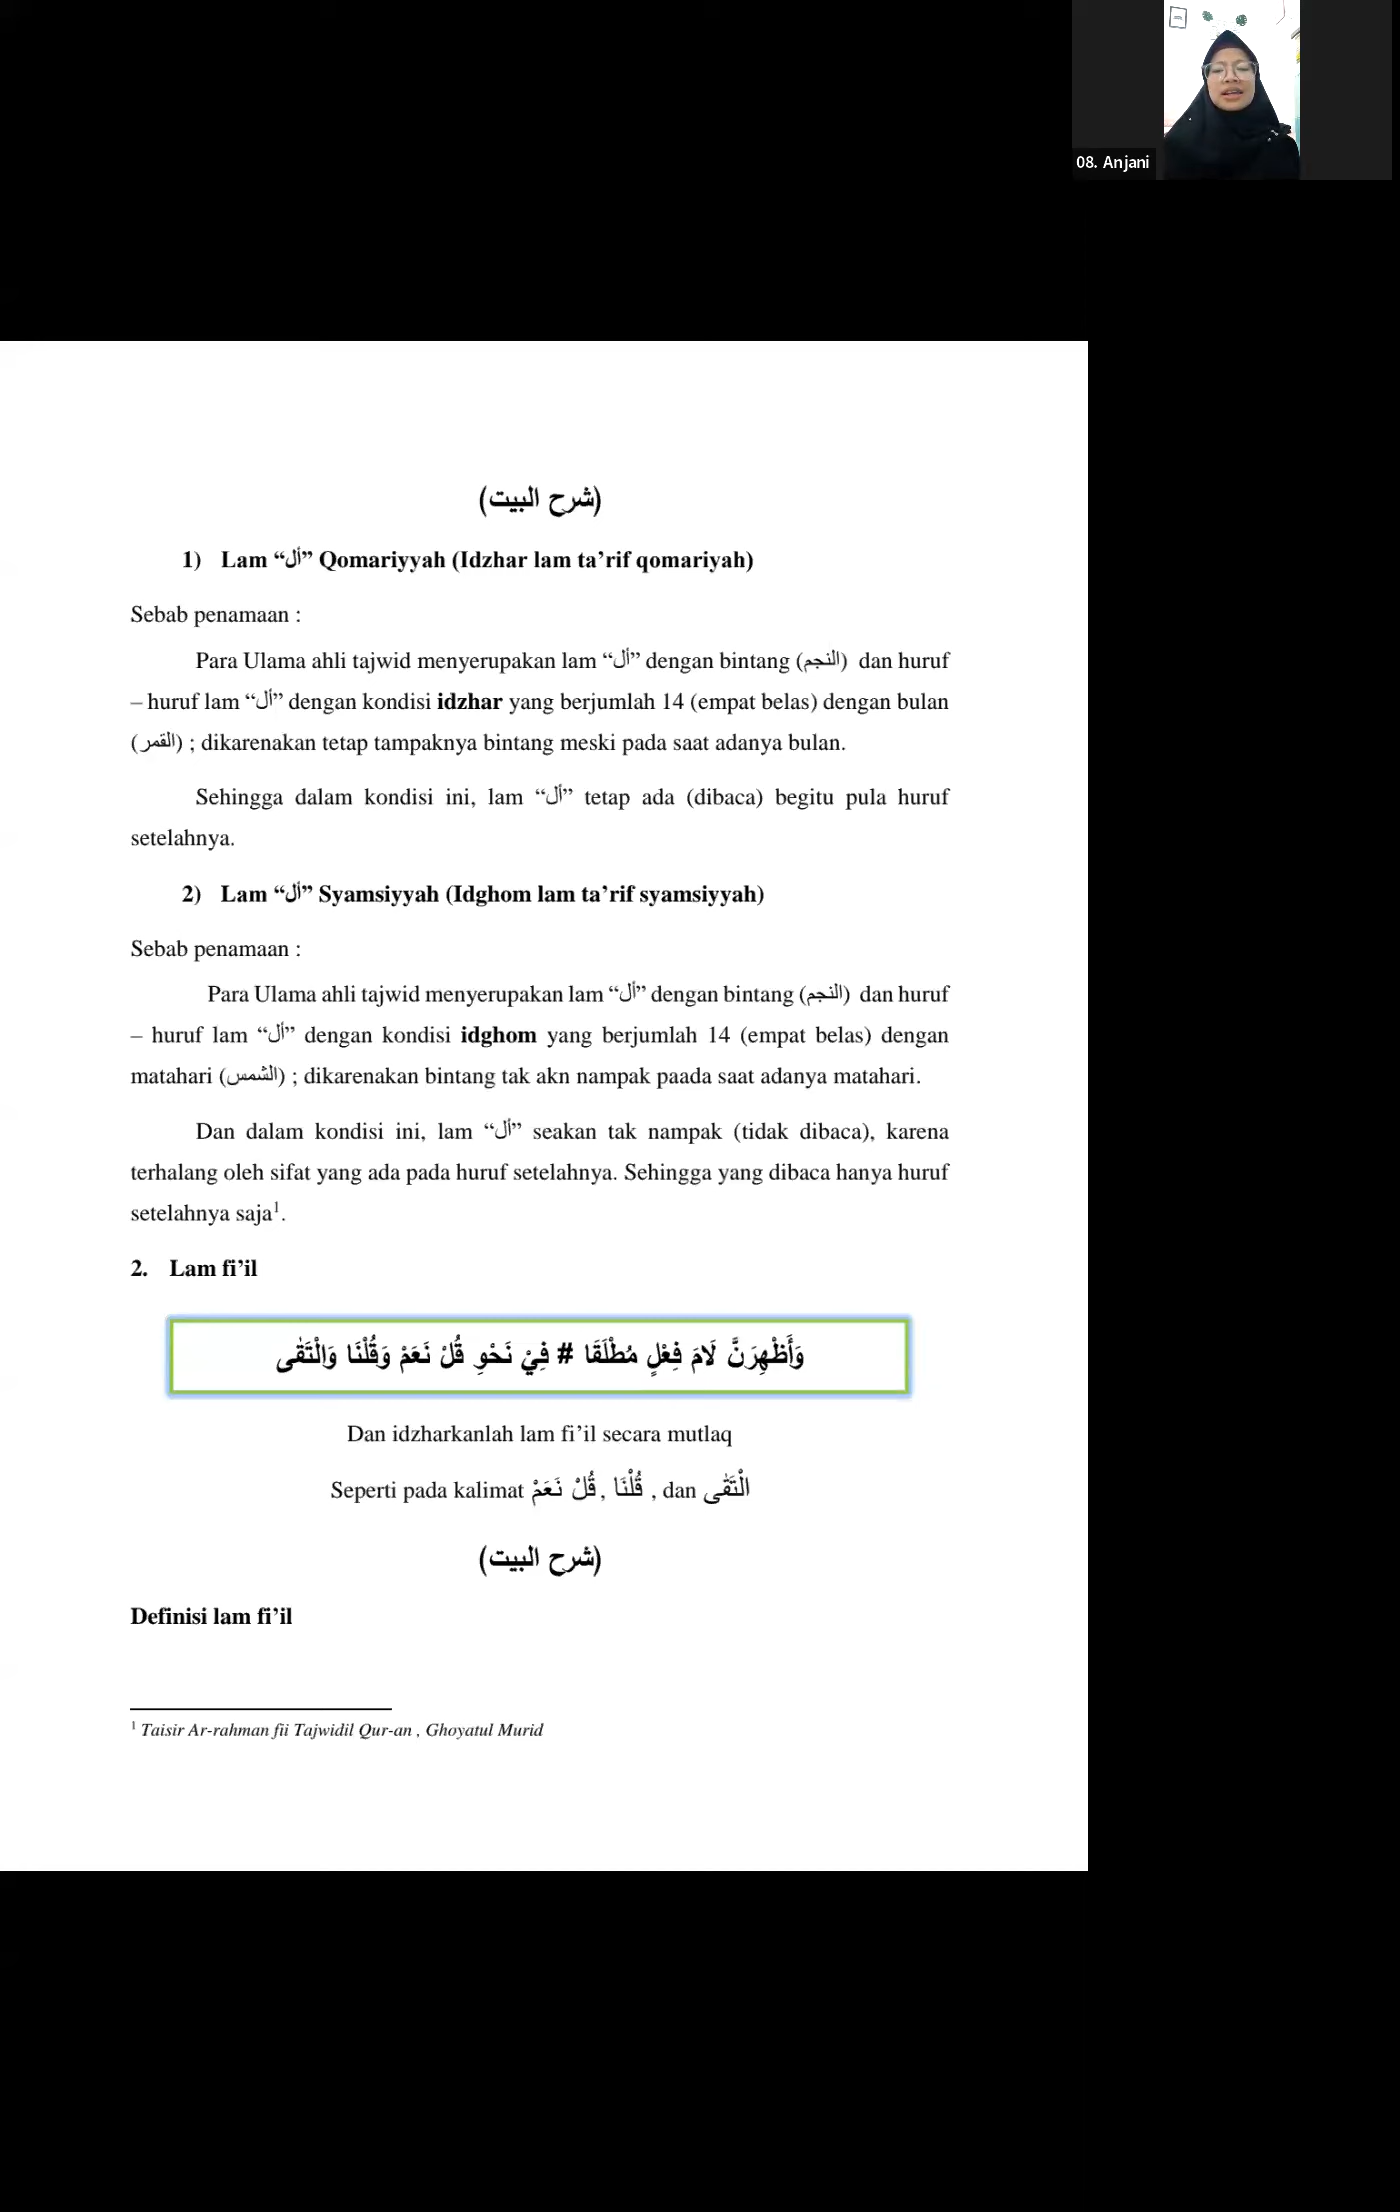 08. Anjani
(شرح البيت)
1) Lam “أل” Qomariyyah (Idzhar lam ta’rif qomariyah)
Sebab penamaan :
Para Ulama ahli tajwid menyerupakan lam “أل” dengan bintang (النجم) dan huruf
– huruf lam “أل” dengan kondisi idzhar yang berjumlah 14 (empat belas) dengan bulan
(القمر) ; dikarenakan tetap tampaknya bintang meski pada saat adanya bulan.
Sehingga dalam kondisi ini, lam “أل” tetap ada (dibaca) begitu pula huruf
setelahnya.
2) Lam “أل” Syamsiyyah (Idghom lam ta’rif syamsiyyah)
Sebab penamaan :
Para Ulama ahli tajwid menyerupakan lam “أل” dengan bintang (النجم) dan huruf
– huruf lam “أل” dengan kondisi idghom yang berjumlah 14 (empat belas) dengan
matahari (الشمس) ; dikarenakan bintang tak akn nampak paada saat adanya matahari.
Dan dalam kondisi ini, lam “أل” seakan tak nampak (tidak dibaca), karena
terhalang oleh sifat yang ada pada huruf setelahnya. Sehingga yang dibaca hanya huruf
setelahnya saja1.
2. Lam fi’il
وَأَظْهِرَنَّ لَامَ فِعْلٍ مُطْلَقَا # فِيْ نَحْوِ قُلْ نَعَمْ وَقُلْنَا وَالْتَقٰى
Dan idzharkanlah lam fi’il secara mutlaq
Seperti pada kalimat قُلْ نَعَمْ , قُلْنَا , dan الْتَقٰى
(شرح البيت)
Definisi lam fi’il
1 Taisir Ar-rahman fii Tajwidil Qur-an , Ghoyatul Murid